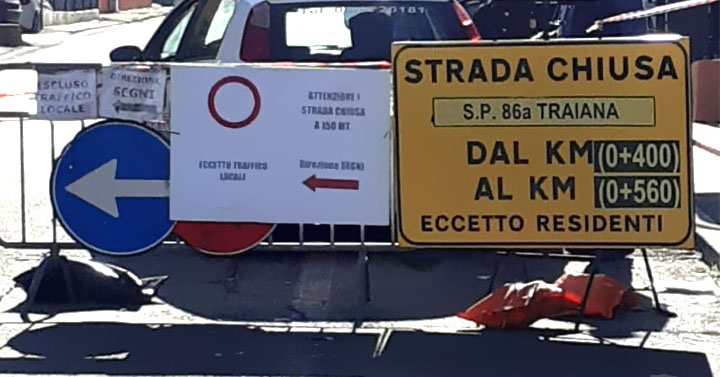 ESCLUSO
TRAFFICO
LOCALE
DIREZIONE
SEGNI
ATTENZIONE !
STRADA CHIUSA
A 150 MT.
ECCETTO TRAFFICO
LOCALE
Direzione SEGNI
STRADA CHIUSA
S.P. 86a TRAIANA
DAL KM (0+400)
AL KM (0+560)
ECCETTO RESIDENTI